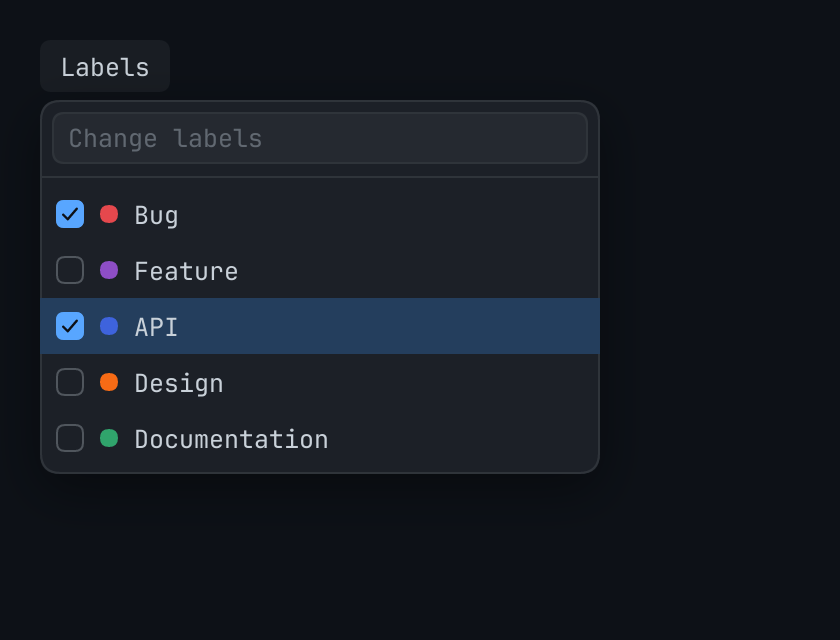 Labels
Change labels
Bug
Feature
API
Design
Documentation